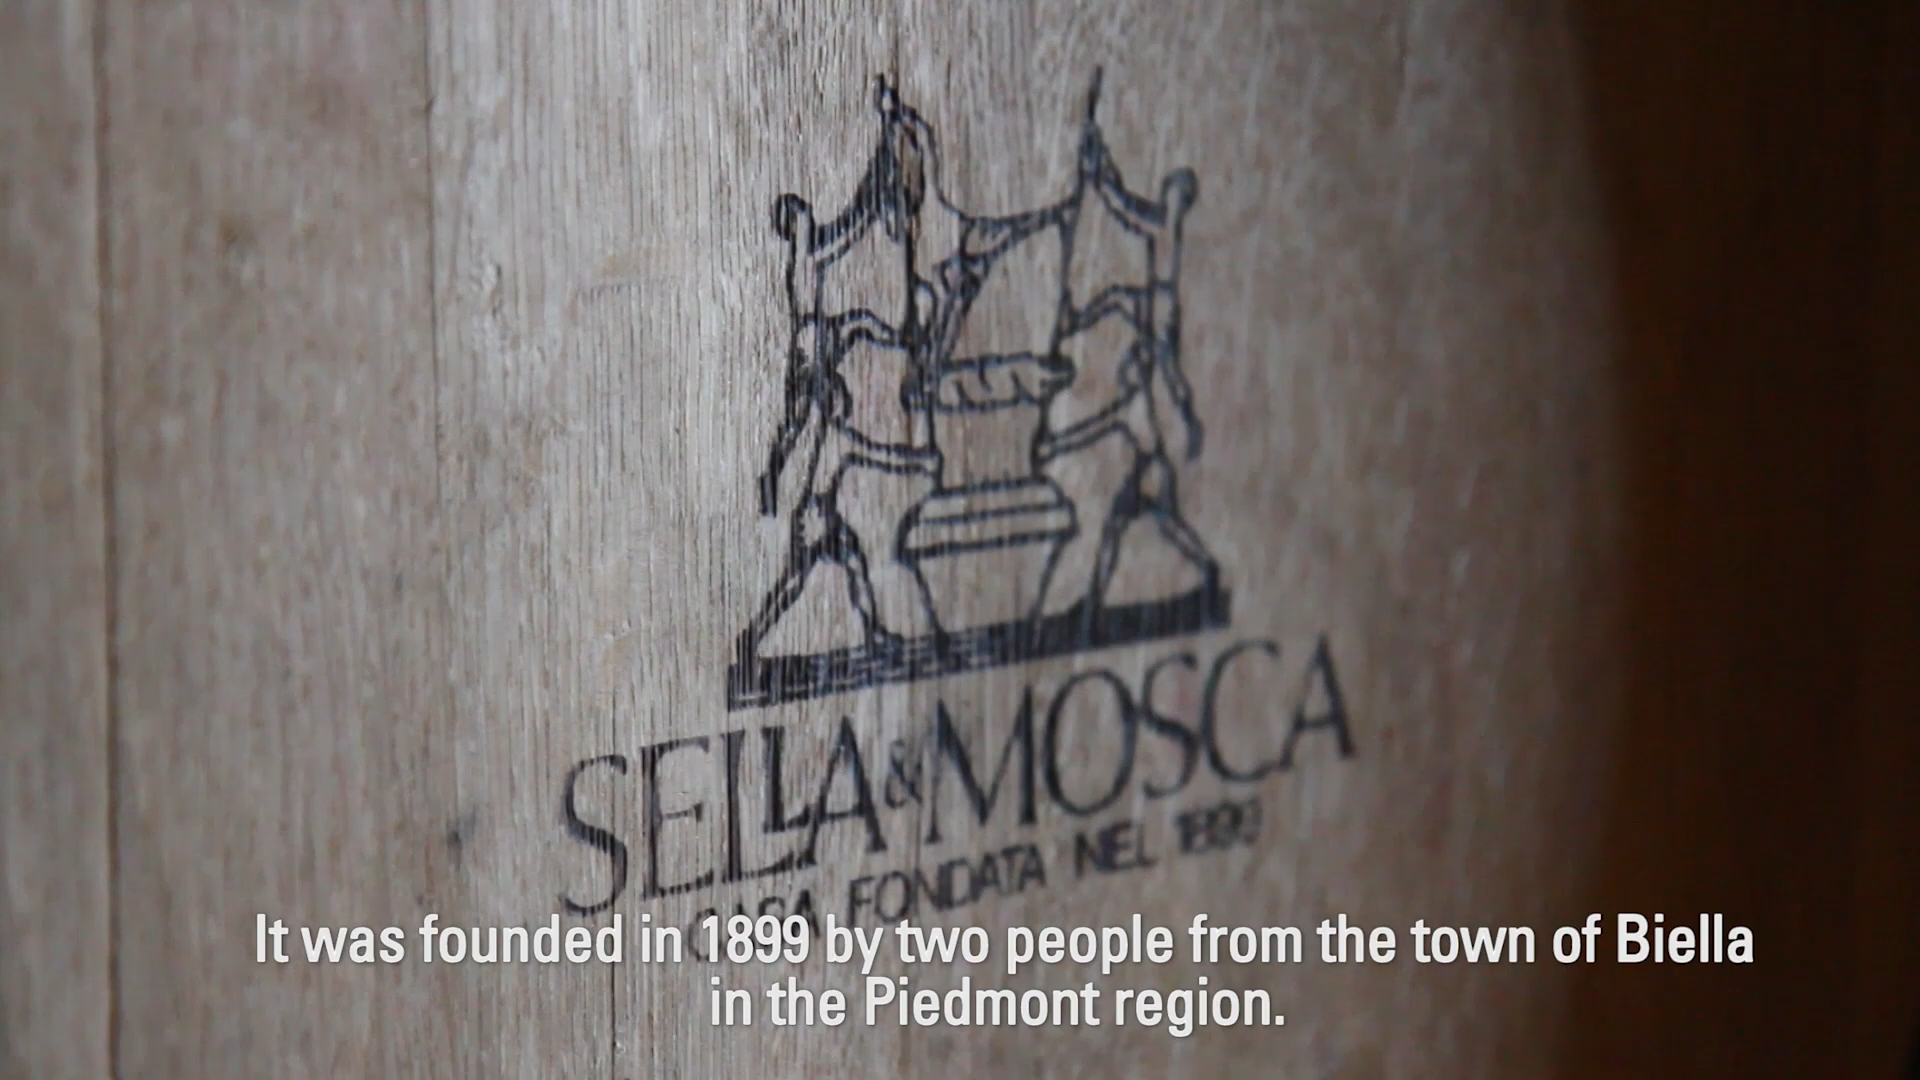 SELLA&MOSCA
CASA FONDATA NEL 1899
It was founded in 1899 by two people from the town of Biella
in the Piedmont region.